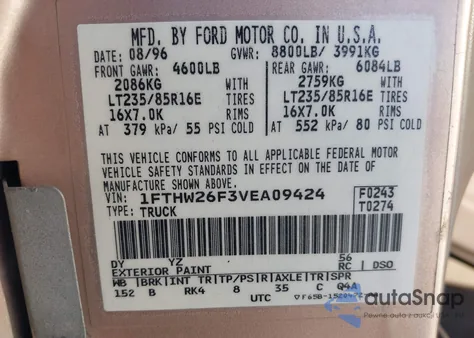 MFD. BY FORD MOTOR CO. IN U.S.A.
DATE: 08/96 GVWR: 8800LB/ 3991KG
FRONT GAWR: 4600LB REAR GAWR: 6084LB
2086KG WITH 2759KG WITH
LT235/85R16E TIRES LT235/85R16E TIRES
16X7.0K RIMS 16X7.0K RIMS
AT 379 kPa/ 55 PSI COLD AT 552 kPa/ 80 PSI COLD
THIS VEHICLE CONFORMS TO ALL APPLICABLE FEDERAL MOTOR
VEHICLE SAFETY STANDARDS IN EFFECT ON THE DATE OF
MANUFACTURE SHOWN ABOVE.
VIN: 1FTHW26F3VEA09424 F0243
TYPE: TRUCK T0274
DY YZ 56
EXTERIOR PAINT RC DSO
WB BRK INT TR TP/PS R AXLE TR SPR
152 B RK4 8 35 C Q4A
UTC
autaSnap